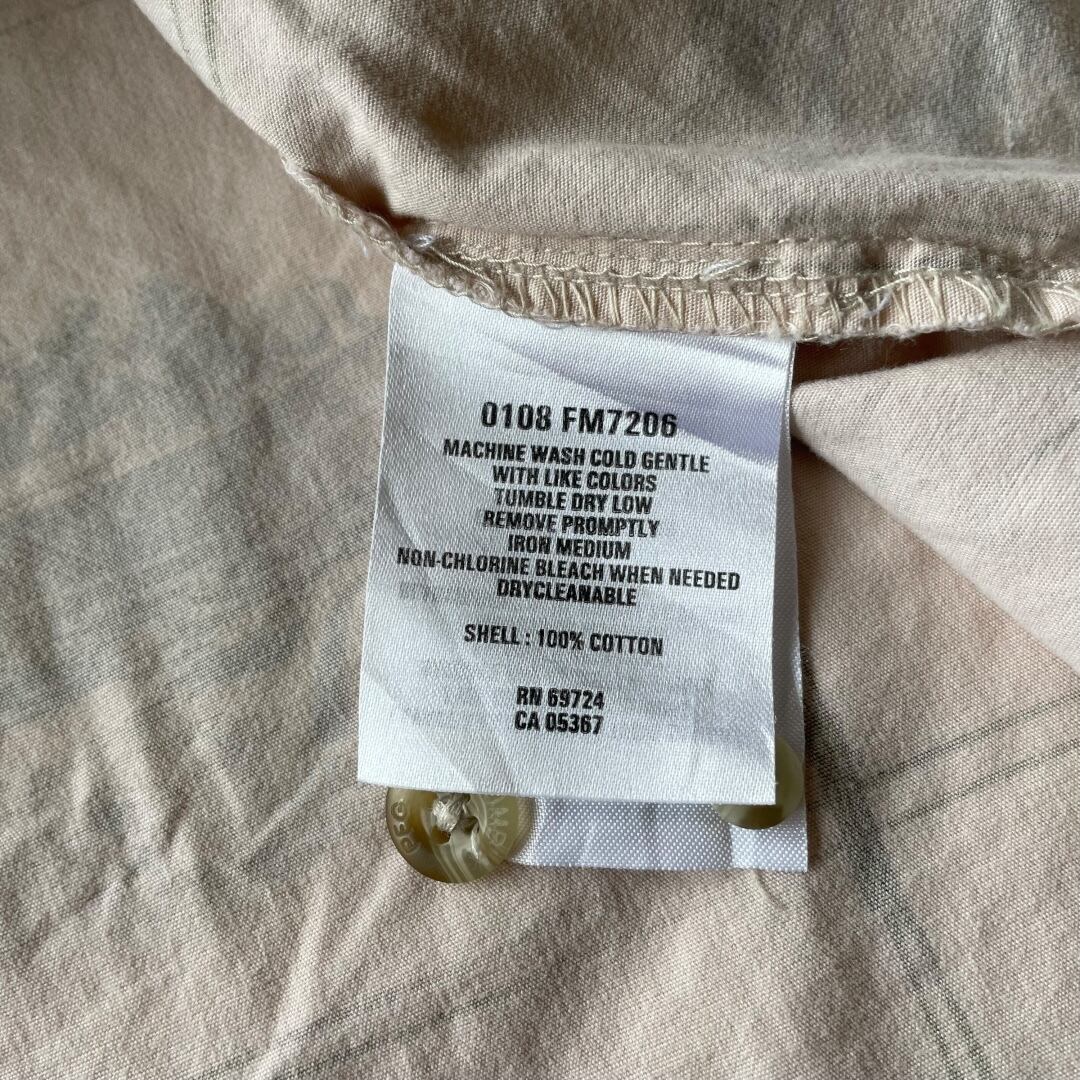 0108 FM7206
MACHINE WASH COLD GENTLE
WITH LIKE COLORS
TUMBLE DRY LOW
REMOVE PROMPTLY
IRON MEDIUM
NON-CHLORINE BLEACH WHEN NEEDED
DRYCLEANABLE
SHELL : 100% COTTON
RN 69724
CA 05367